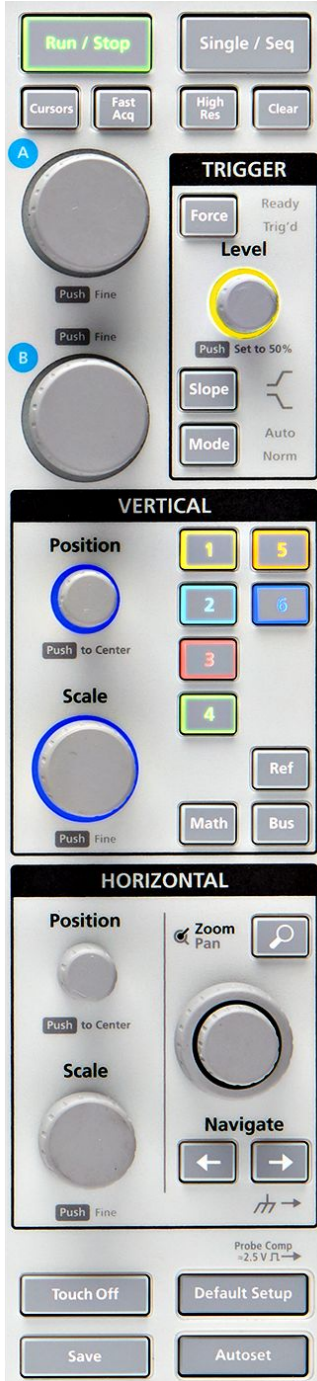 Run / Stop
Single / Seq
Cursors
Fast
Acq
High
Res
Clear
A
Push Fine
Push Fine
B
TRIGGER
Force
Ready
Trig'd
Level
Push Set to 50%
Slope
Mode
Auto
Norm
VERTICAL
Position
Push to Center
Scale
Push Fine
1
5
2
6
3
4
Ref
Math
Bus
HORIZONTAL
Position
Push to Center
Scale
Push Fine
Zoom
Pan
Navigate
Probe Comp
≈2.5 V
Touch Off
Default Setup
Save
Autoset